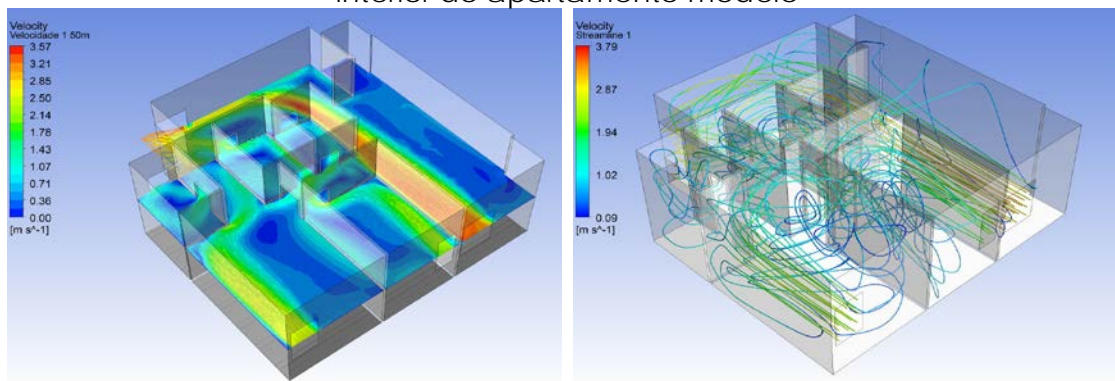 interior do apartamento modelo
Velocity
Velocidade 1 50m
3.57
3.21
2.85
2.50
2.14
1.78
1.43
1.07
0.71
0.36
0.00
[m s^-1]
Velocity
Streamline 1
3.79
2.87
1.94
1.02
0.09
[m s^-1]